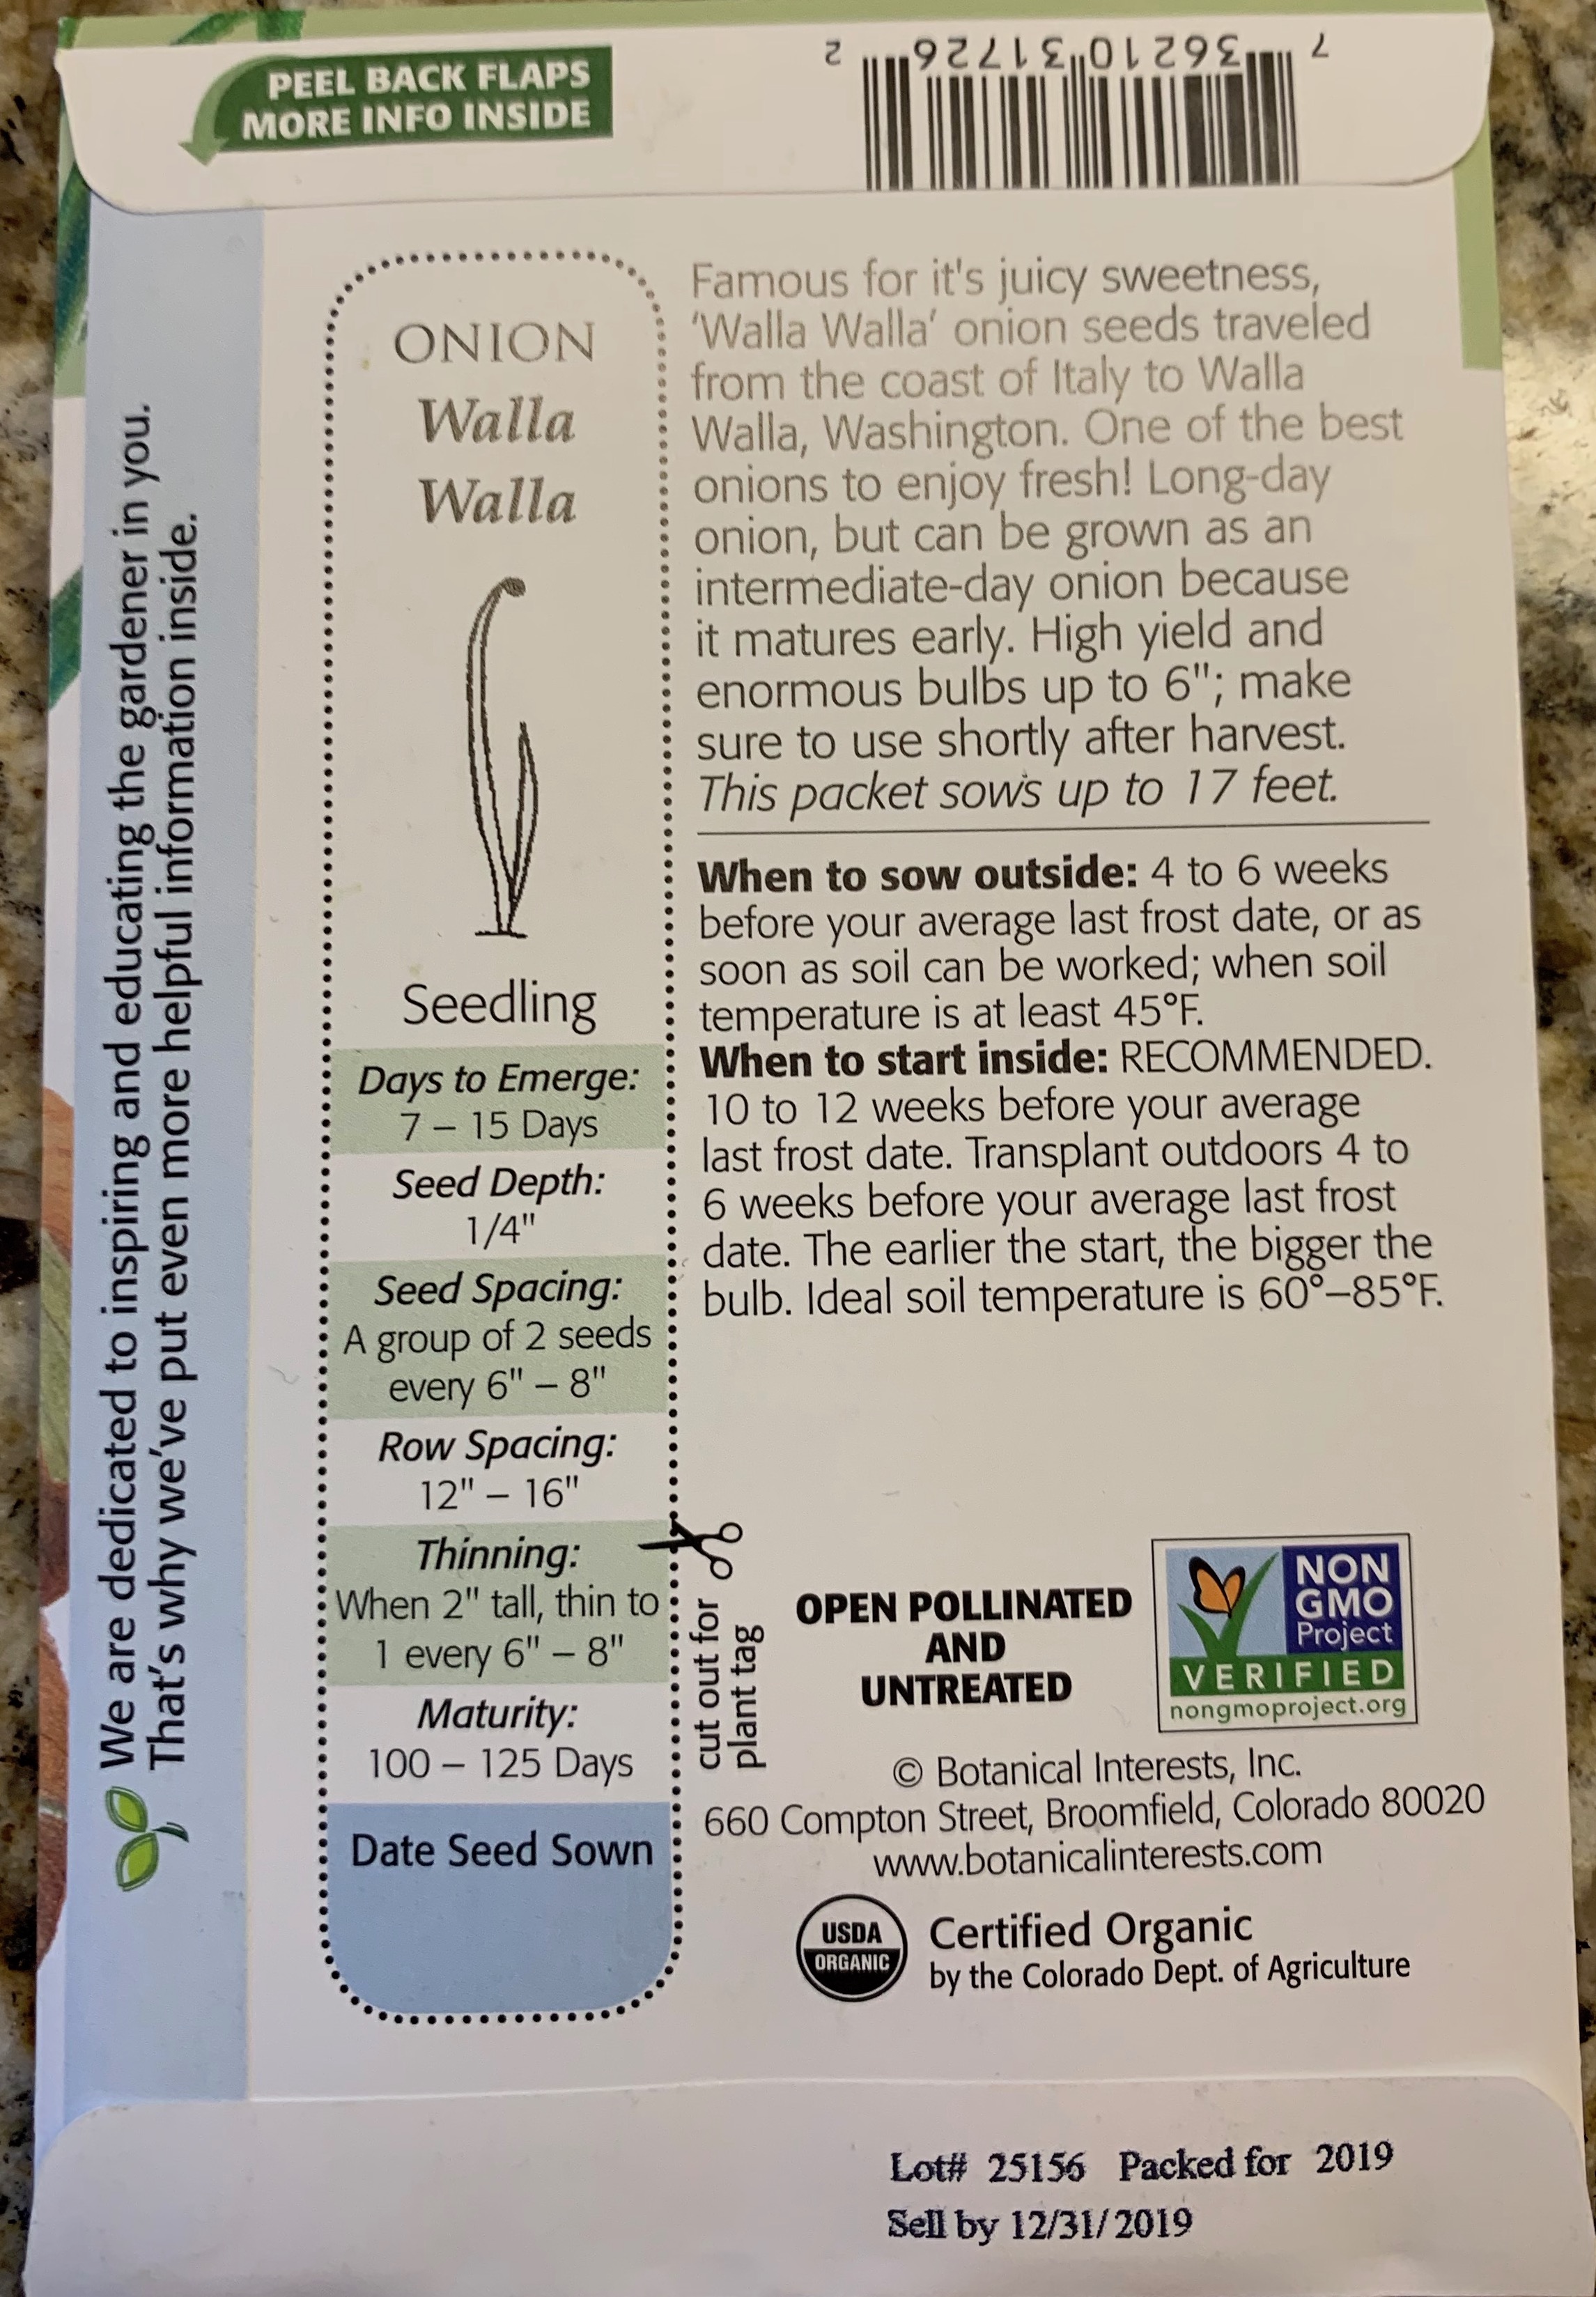 PEEL BACK FLAPS
MORE INFO INSIDE
7 36210 31726 2
We are dedicated to inspiring and educating the gardener in you.
That's why we've put even more helpful information inside.
ONION
Walla
Walla
Seedling
Days to Emerge:
7 – 15 Days
Seed Depth:
1/4"
Seed Spacing:
A group of 2 seeds
every 6" – 8"
Row Spacing:
12" – 16"
Thinning:
When 2" tall, thin to
1 every 6" – 8"
Maturity:
100 – 125 Days
Date Seed Sown
cut out for
plant tag
Famous for it's juicy sweetness,
'Walla Walla' onion seeds traveled
from the coast of Italy to Walla
Walla, Washington. One of the best
onions to enjoy fresh! Long-day
onion, but can be grown as an
intermediate-day onion because
it matures early. High yield and
enormous bulbs up to 6"; make
sure to use shortly after harvest.
This packet sows up to 17 feet.
When to sow outside: 4 to 6 weeks
before your average last frost date, or as
soon as soil can be worked; when soil
temperature is at least 45°F.
When to start inside: RECOMMENDED.
10 to 12 weeks before your average
last frost date. Transplant outdoors 4 to
6 weeks before your average last frost
date. The earlier the start, the bigger the
bulb. Ideal soil temperature is 60°–85°F.
OPEN POLLINATED
AND
UNTREATED
NON
GMO
Project
VERIFIED
nongmoproject.org
© Botanical Interests, Inc.
660 Compton Street, Broomfield, Colorado 80020
www.botanicalinterests.com
USDA
ORGANIC
Certified Organic
by the Colorado Dept. of Agriculture
Lot# 25156 Packed for 2019
Sell by 12/31/2019